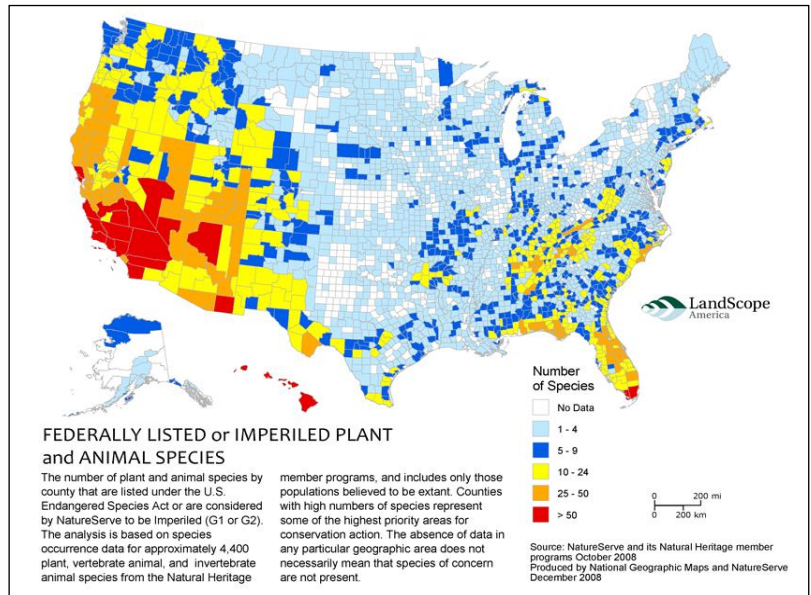 LandScope
America
Number
of Species
No Data
1 - 4
5 - 9
10 - 24
25 - 50
> 50
0 200 mi
0 200 km
FEDERALLY LISTED or IMPERILED PLANT
and ANIMAL SPECIES
The number of plant and animal species by
county that are listed under the U.S.
Endangered Species Act or are considered
by NatureServe to be Imperiled (G1 or G2).
The analysis is based on species
occurrence data for approximately 4,400
plant, vertebrate animal, and invertebrate
animal species from the Natural Heritage
member programs, and includes only those
populations believed to be extant. Counties
with high numbers of species represent
some of the highest priority areas for
conservation action. The absence of data in
any particular geographic area does not
necessarily mean that species of concern
are not present.
Source: NatureServe and its Natural Heritage member
programs October 2008
Produced by National Geographic Maps and NatureServe
December 2008